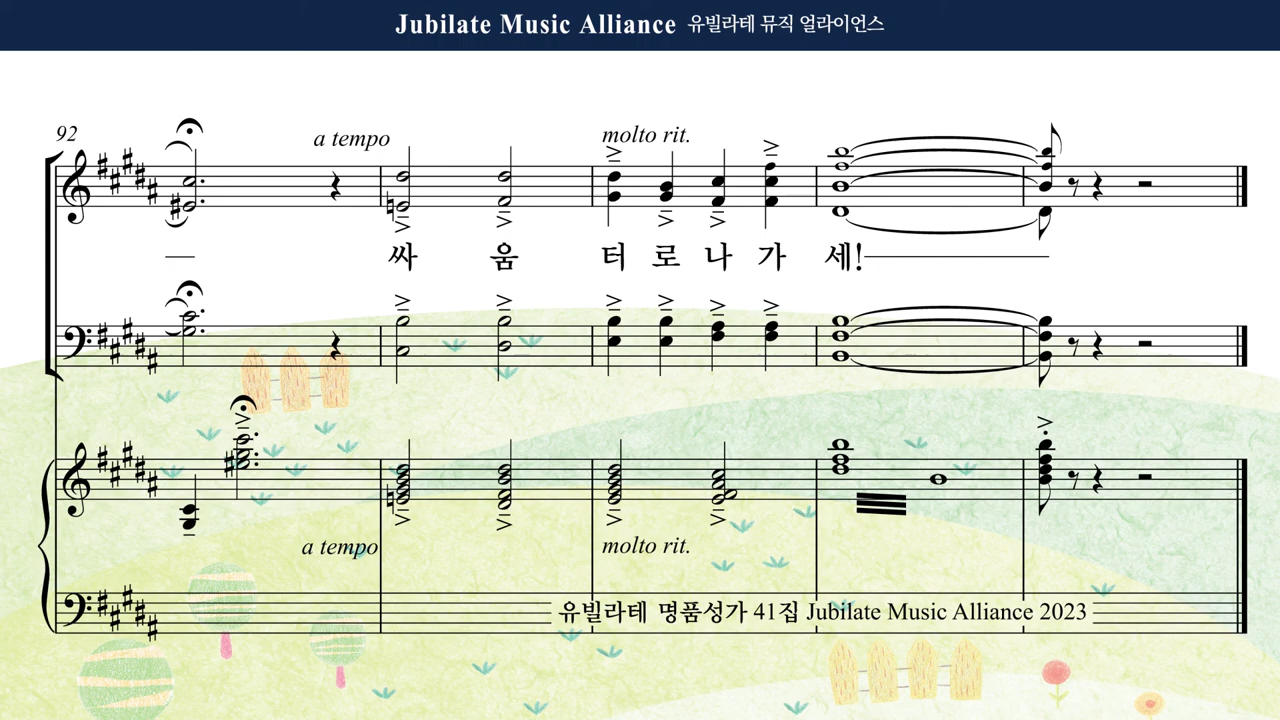 Jubilate Music Alliance 유빌라테 뮤직 얼라이언스
92
a tempo
molto rit.
싸 움 터 로 나 가 세!
a tempo
molto rit.
유빌라테 명품성가 41집 Jubilate Music Alliance 2023